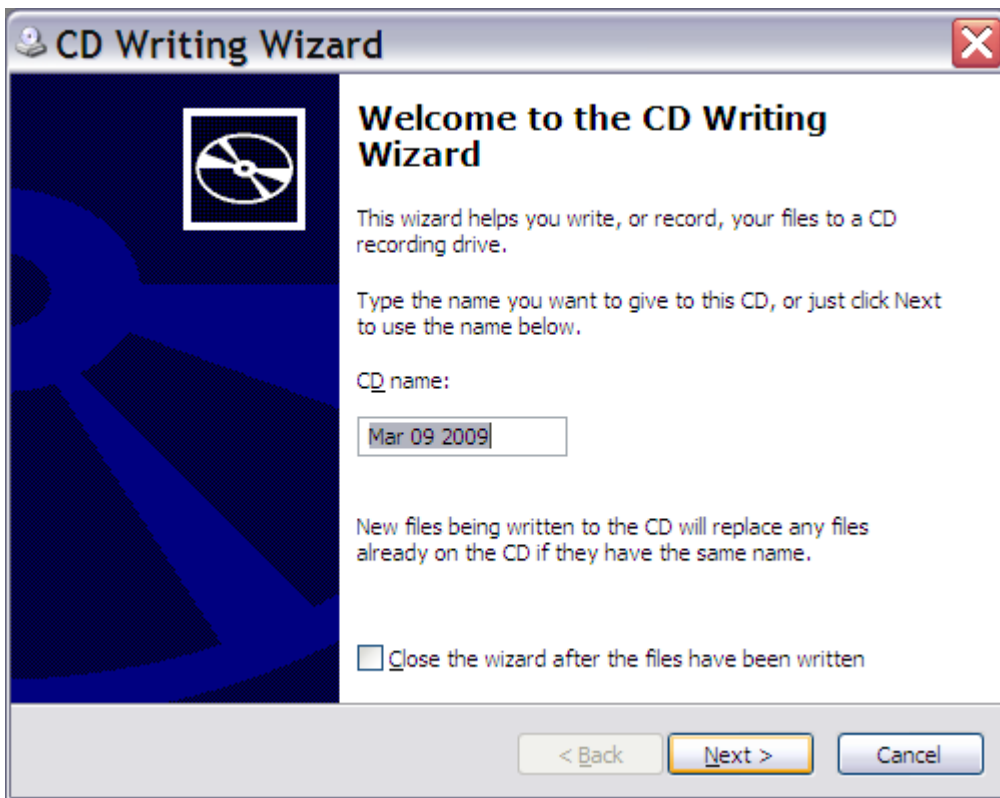 CD Writing Wizard
Welcome to the CD Writing
Wizard
This wizard helps you write, or record, your files to a CD
recording drive.
Type the name you want to give to this CD, or just click Next
to use the name below.
CD name:
Mar 09 2009
New files being written to the CD will replace any files
already on the CD if they have the same name.
Close the wizard after the files have been written
< Back Next > Cancel